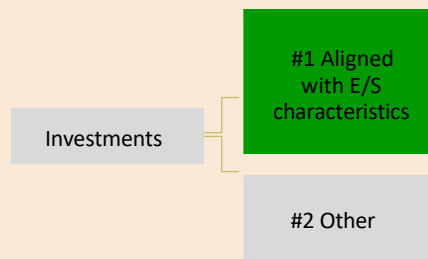 #1 Aligned
with E/S
characteristics
Investments
#2 Other